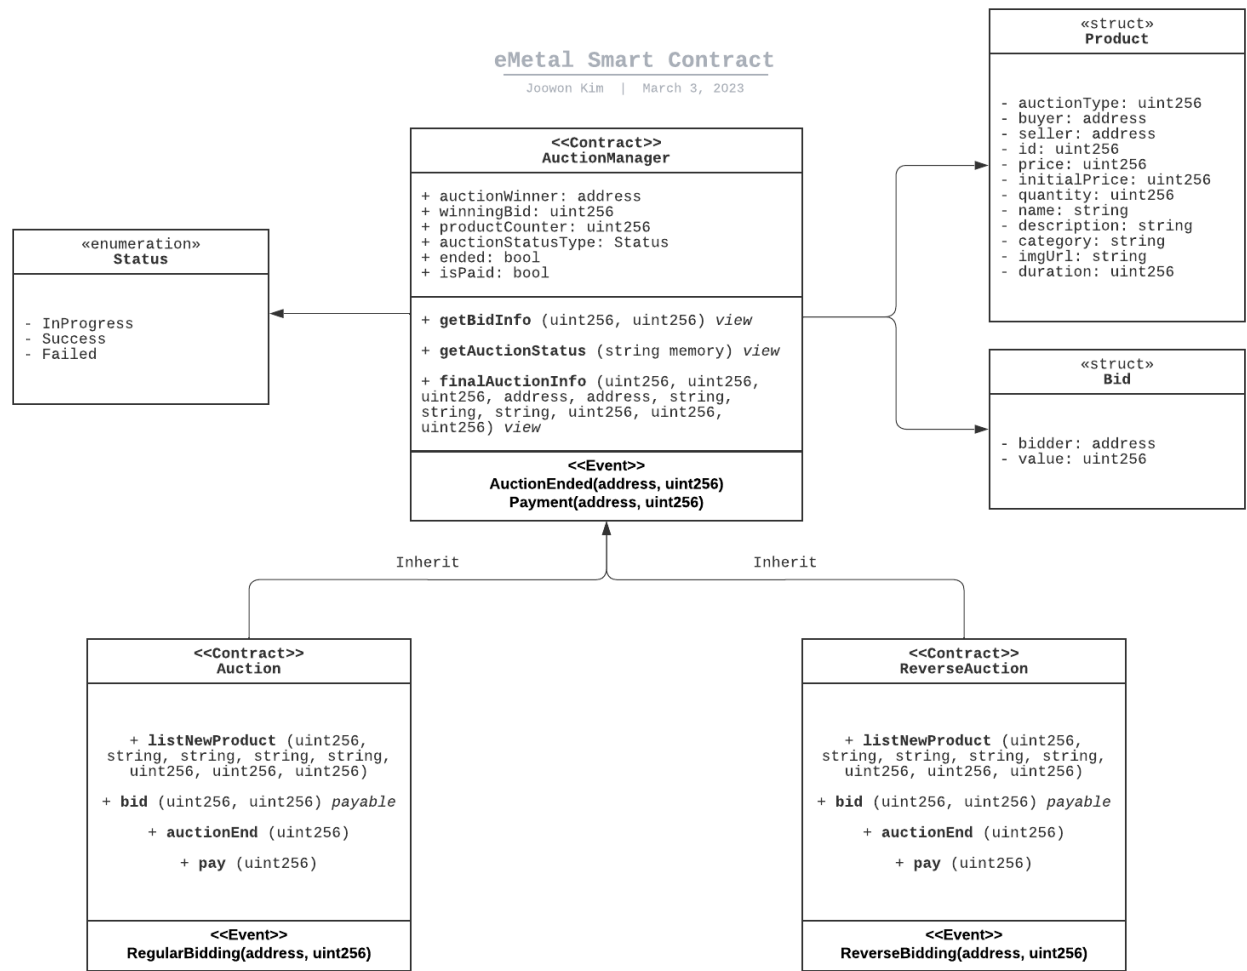 eMetal Smart Contract
Joowon Kim | March 3, 2023
<<Contract>>
AuctionManager
+ auctionWinner: address
+ winningBid: uint256
+ productCounter: uint256
+ auctionStatusType: Status
+ ended: bool
+ isPaid: bool
+ getBidInfo (uint256, uint256) view
+ getAuctionStatus (string memory) view
+ finalAuctionInfo (uint256, uint256,
uint256, address, address, string,
string, string, uint256, uint256,
uint256) view
<<Event>>
AuctionEnded(address, uint256)
Payment(address, uint256)
«enumeration»
Status
- InProgress
- Success
- Failed
«struct»
Product
- auctionType: uint256
- buyer: address
- seller: address
- id: uint256
- price: uint256
- initialPrice: uint256
- quantity: uint256
- name: string
- description: string
- category: string
- imgUrl: string
- duration: uint256
«struct»
Bid
- bidder: address
- value: uint256
Inherit
Inherit
<<Contract>>
Auction
+ listNewProduct (uint256,
string, string, string, string,
uint256, uint256, uint256)
+ bid (uint256, uint256) payable
+ auctionEnd (uint256)
+ pay (uint256)
<<Event>>
RegularBidding(address, uint256)
<<Contract>>
ReverseAuction
+ listNewProduct (uint256,
string, string, string, string,
uint256, uint256, uint256)
+ bid (uint256, uint256) payable
+ auctionEnd (uint256)
+ pay (uint256)
<<Event>>
ReverseBidding(address, uint256)